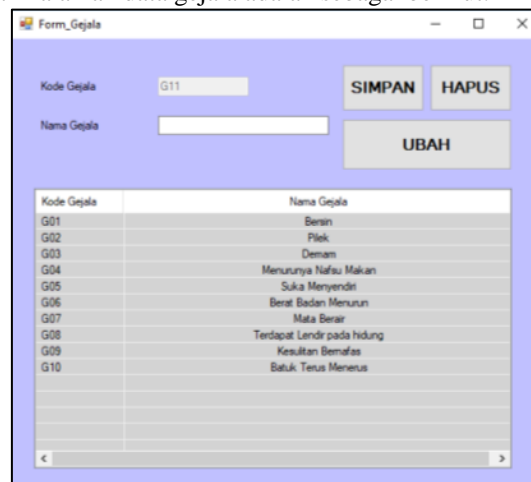 Form_Gejala
Kode Gejala G11 SIMPAN HAPUS
Nama Gejala UBAH
Kode Gejala Nama Gejala
G01 Bersin
G02 Pilek
G03 Demam
G04 Menurunya Nafsu Makan
G05 Suka Menyendiri
G06 Berat Badan Menurun
G07 Mata Berair
G08 Terdapat Lendir pada hidung
G09 Kesulitan Bernafas
G10 Batuk Terus Menerus